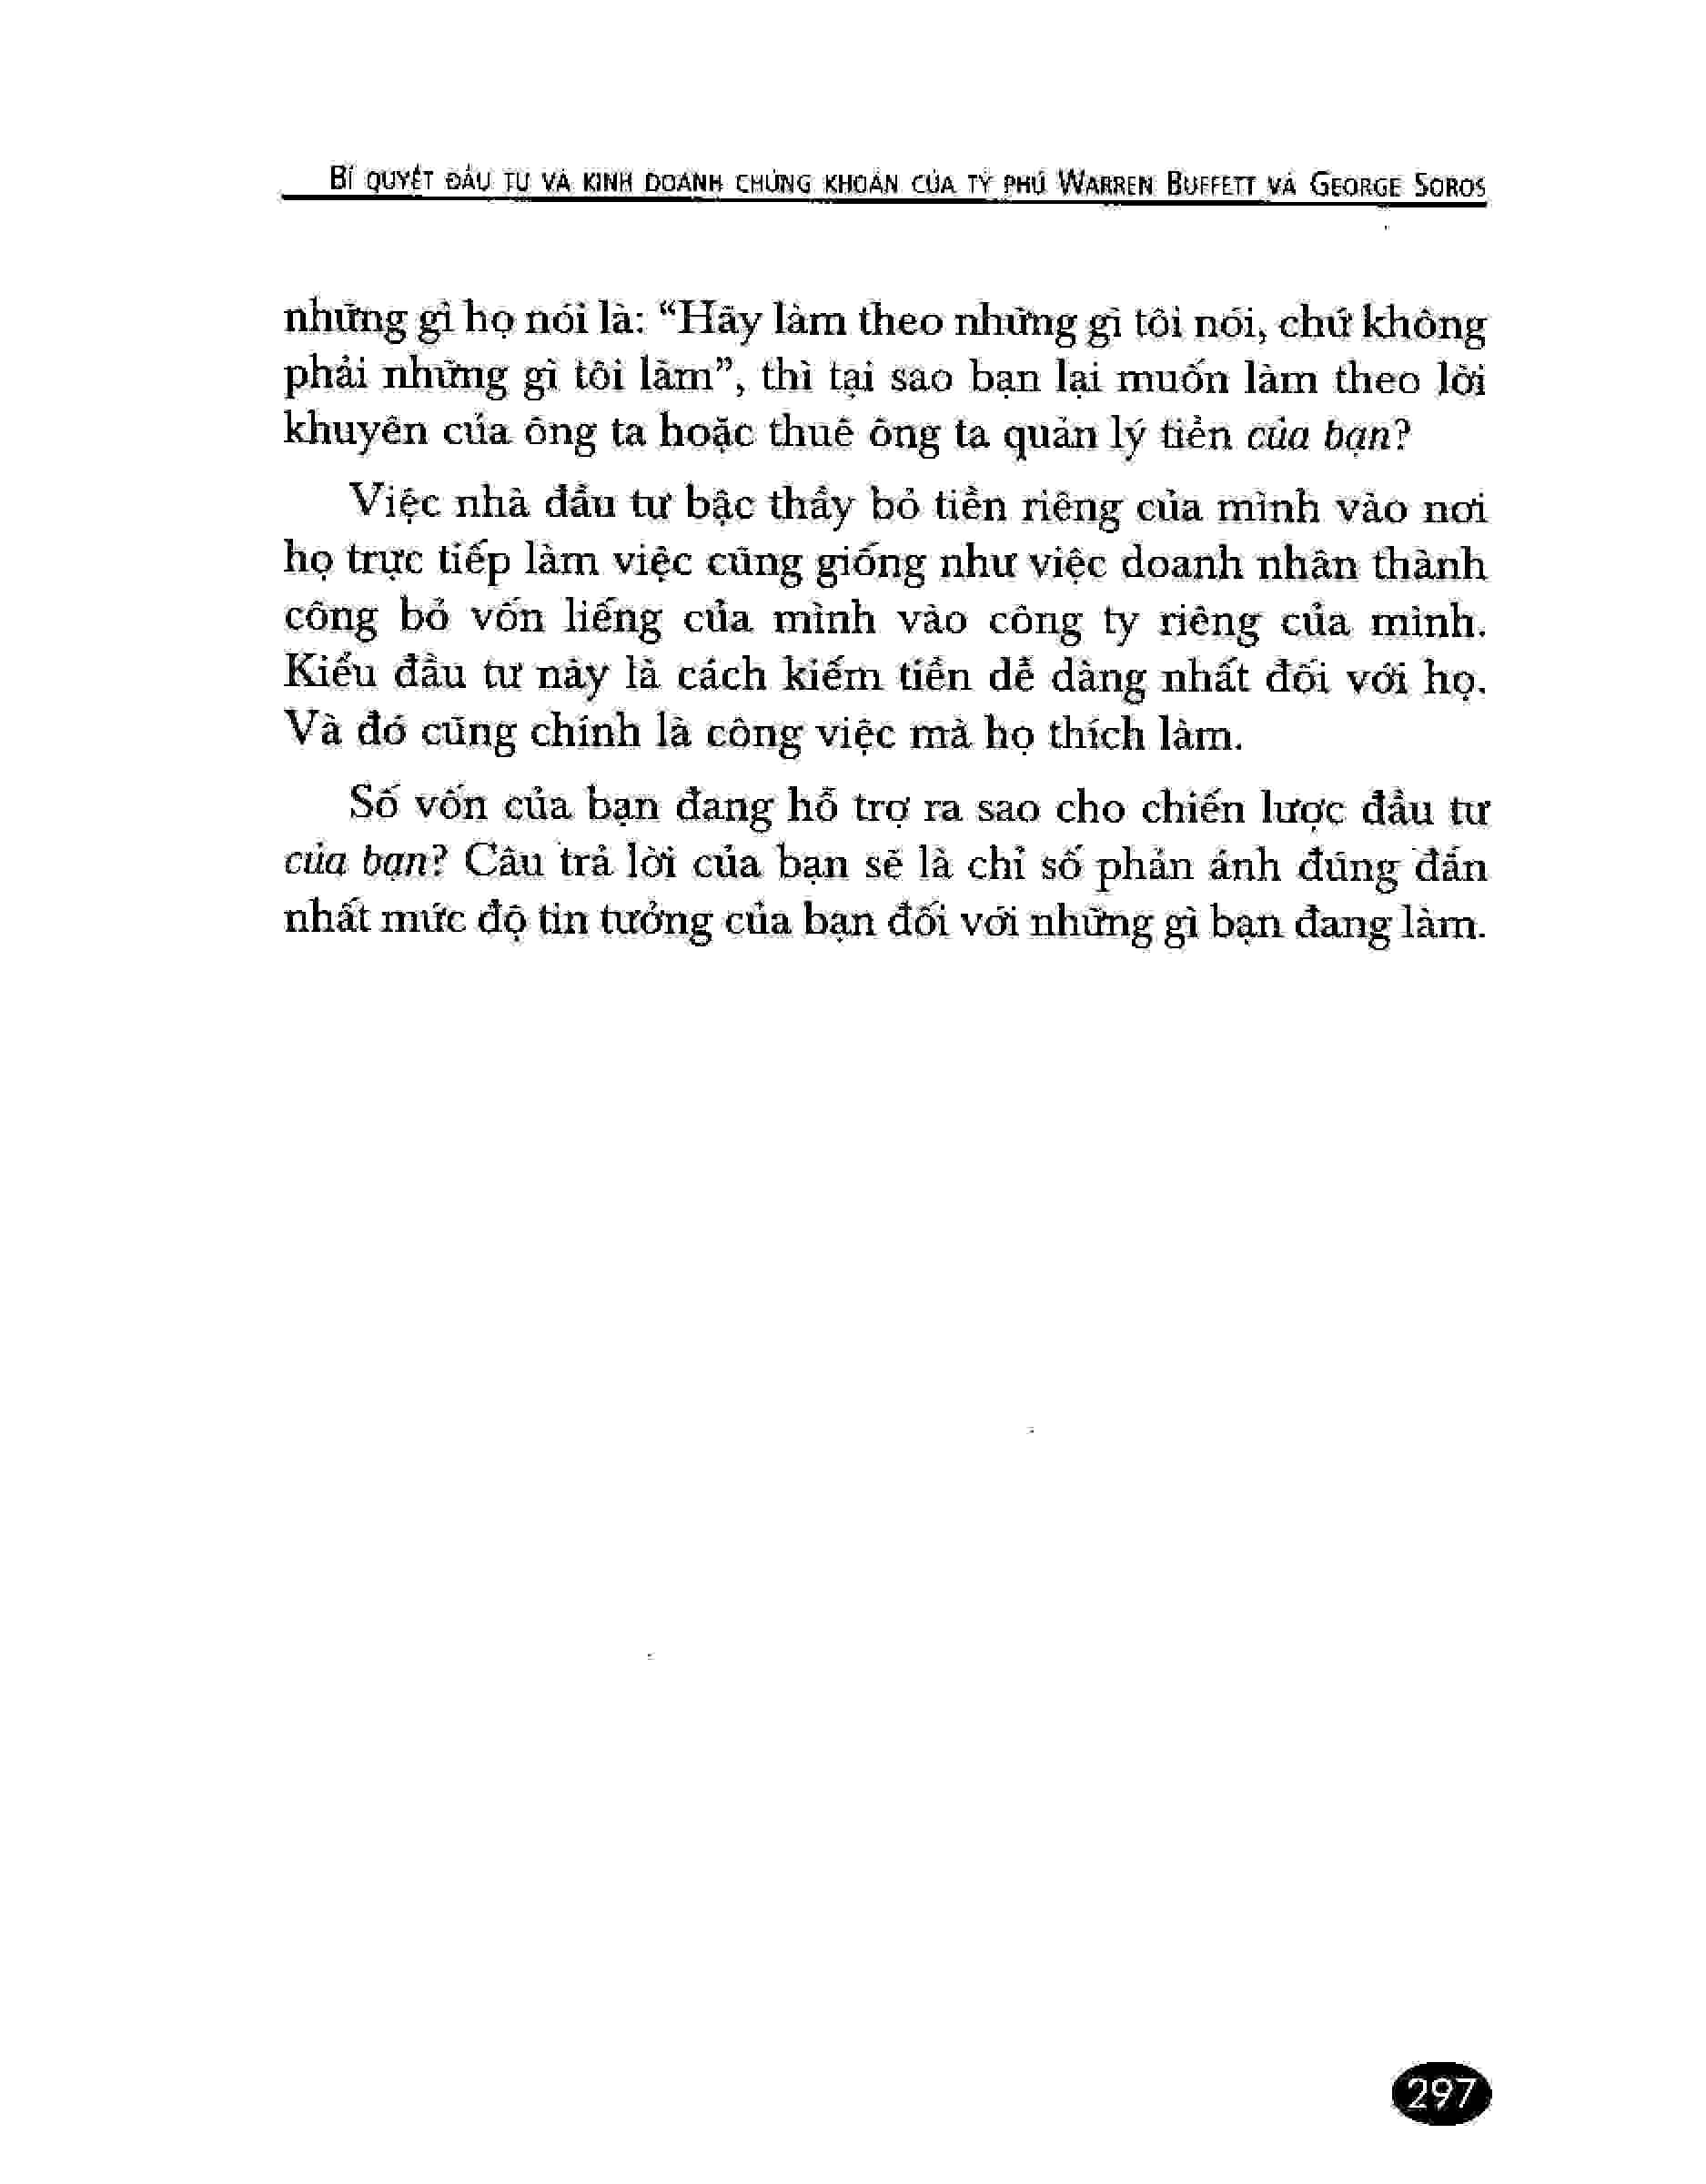 BÍ QUYẾT ĐẦU TƯ VÀ KINH DOANH CHỨNG KHOÁN CỦA TỶ PHÚ WARREN BUFFETT VÀ GEORGE SOROS
những gì họ nói là: “Hãy làm theo những gì tôi nói, chứ không
phải những gì tôi làm”, thì tại sao bạn lại muốn làm theo lời
khuyên của ông ta hoặc thuê ông ta quản lý tiền của bạn?
Việc nhà đầu tư bậc thầy bỏ tiền riêng của mình vào nơi
họ trực tiếp làm việc cũng giống như việc doanh nhân thành
công bỏ vốn liếng của mình vào công ty riêng của mình.
Kiểu đầu tư này là cách kiếm tiền dễ dàng nhất đối với họ.
Và đó cũng chính là công việc mà họ thích làm.
Số vốn của bạn đang hỗ trợ ra sao cho chiến lược đầu tư
của bạn? Câu trả lời của bạn sẽ là chỉ số phản ánh đúng đắn
nhất mức độ tin tưởng của bạn đối với những gì bạn đang làm.
297